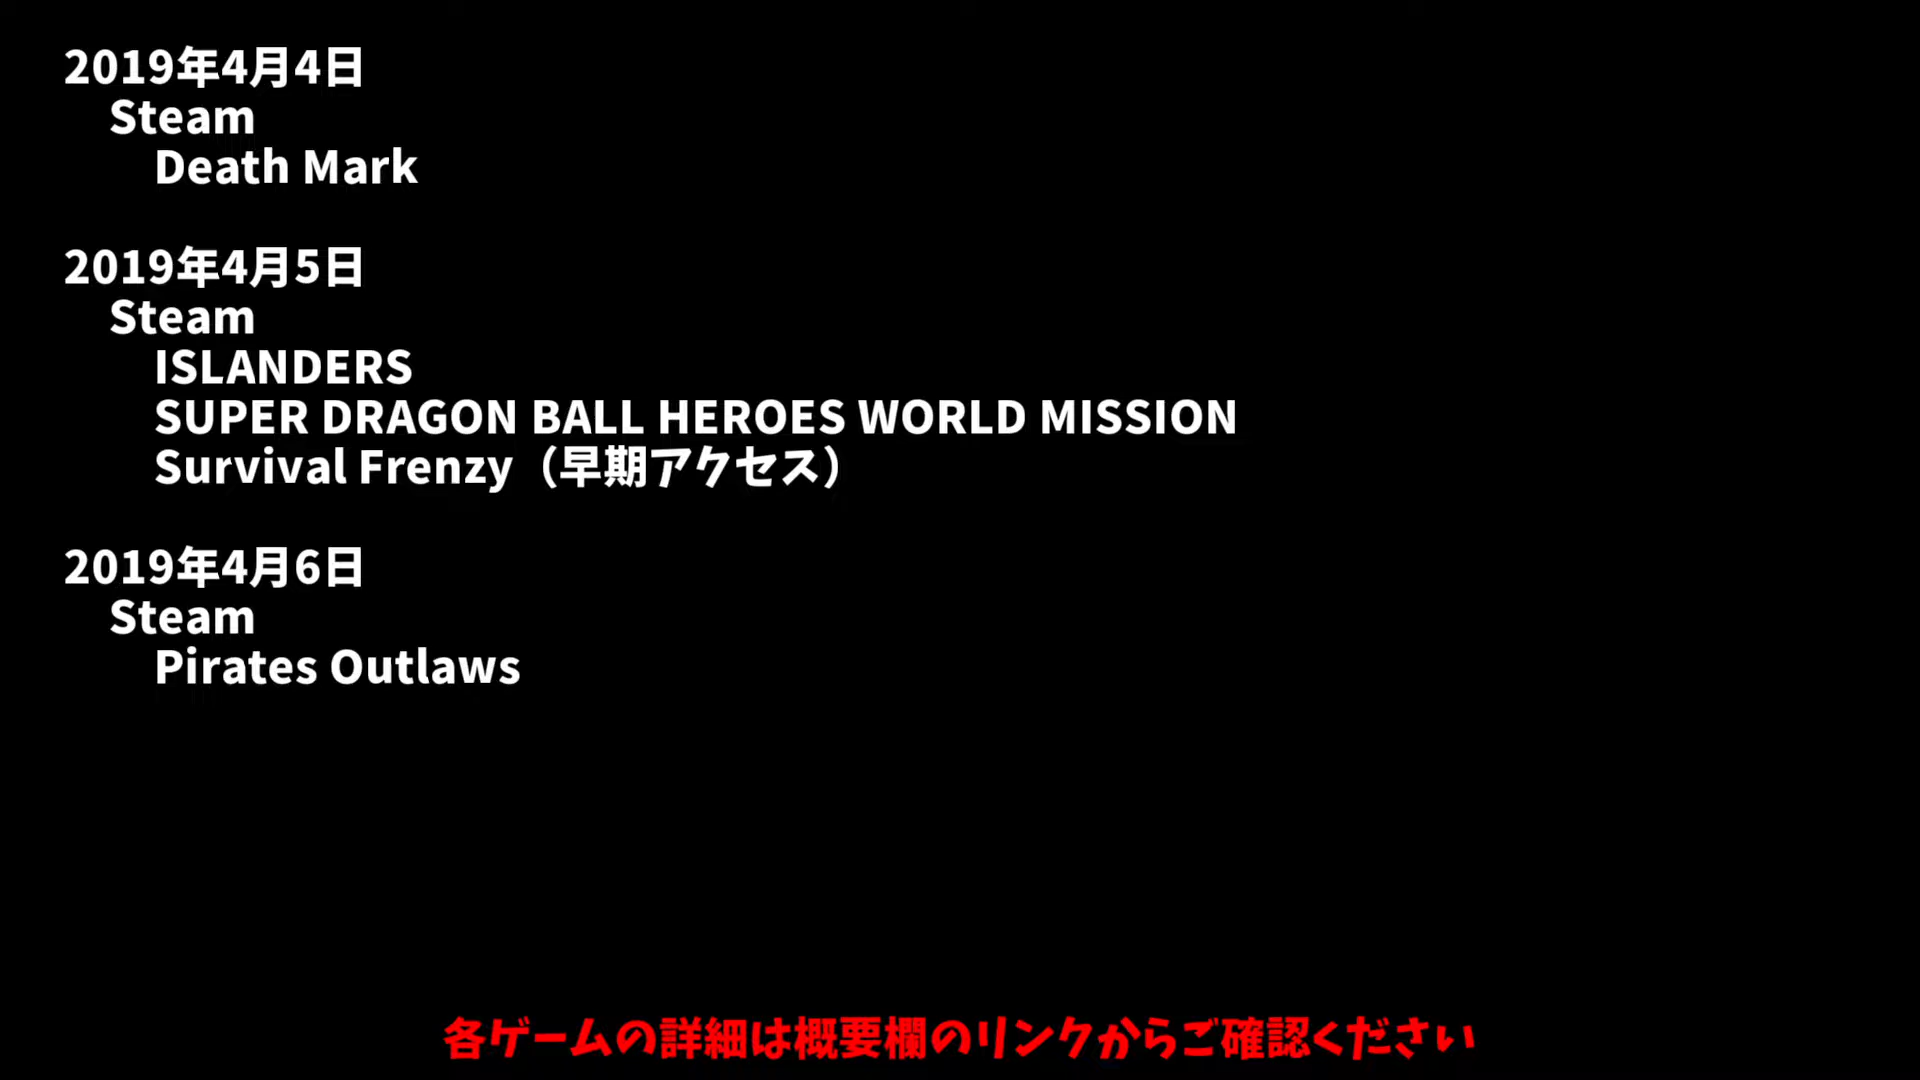 2019年4月4日
Steam
Death Mark
2019年4月5日
Steam
ISLANDERS
SUPER DRAGON BALL HEROES WORLD MISSION
Survival Frenzy（早期アクセス）
2019年4月6日
Steam
Pirates Outlaws
各ゲームの詳細は概要欄のリンクからご確認ください